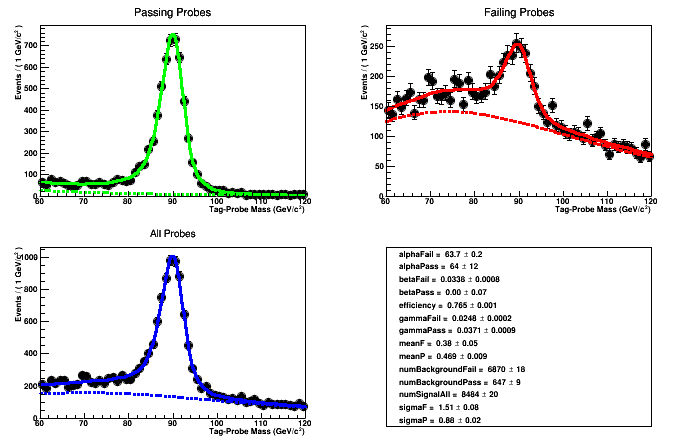 Passing Probes
Events / ( 1 GeV/c² )
700
600
500
400
300
200
100
0
60 70 80 90 100 110 120
Tag-Probe Mass (GeV/c²)
Failing Probes
Events / ( 1 GeV/c² )
250
200
150
100
50
0
60 70 80 90 100 110 120
Tag-Probe Mass (GeV/c²)
All Probes
Events / ( 1 GeV/c² )
1000
800
600
400
200
0
60 70 80 90 100 110 120
Tag-Probe Mass (GeV/c²)
alphaFail = 63.7 ± 0.2
alphaPass = 64 ± 12
betaFail = 0.0338 ± 0.0008
betaPass = 0.00 ± 0.07
efficiency = 0.765 ± 0.001
gammaFail = 0.0248 ± 0.0002
gammaPass = 0.0371 ± 0.0009
meanF = 0.38 ± 0.05
meanP = 0.469 ± 0.009
numBackgroundFail = 6870 ± 18
numBackgroundPass = 647 ± 9
numSignalAll = 8484 ± 20
sigmaF = 1.51 ± 0.08
sigmaP = 0.88 ± 0.02